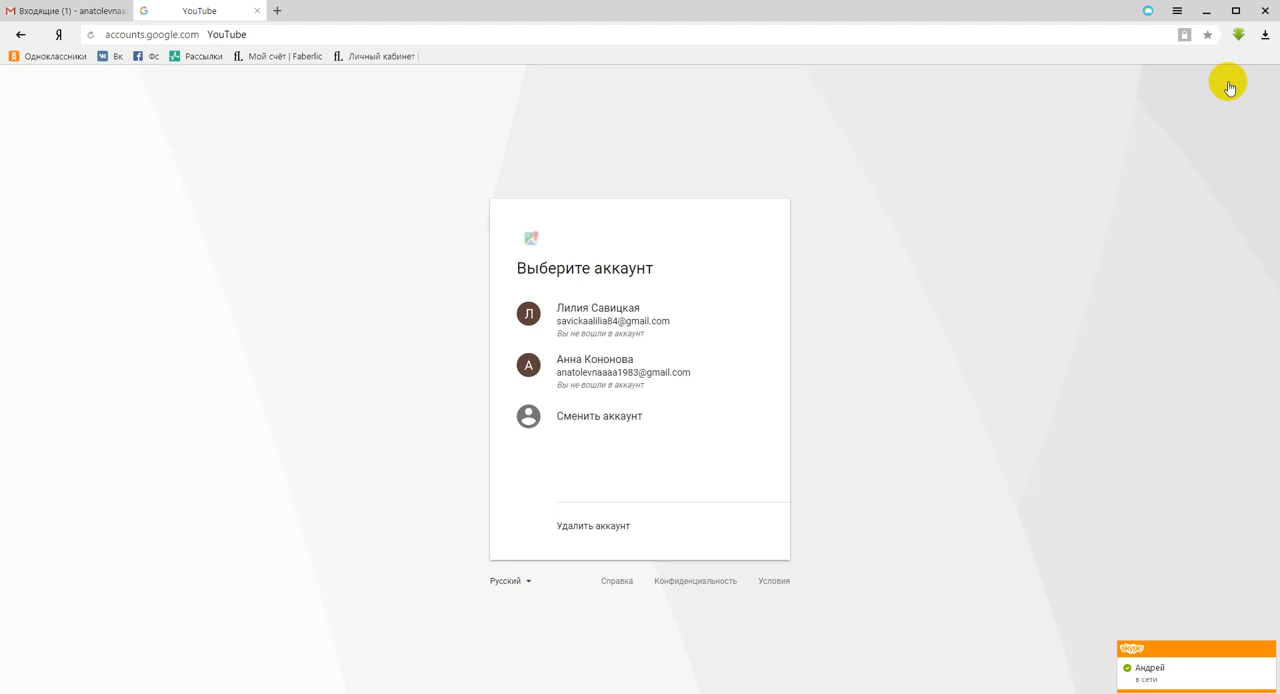 Входящие (1) - anatolevnaa
YouTube
Я
accounts.google.com YouTube
Одноклассники
Вк
Фс
Рассылки
fL Мой счёт | Faberlic
fL Личный кабинет |
Выберите аккаунт
Л
Лилия Савицкая
savickaalilia84@gmail.com
Вы не вошли в аккаунт
А
Анна Кононова
anatolevnaaaa1983@gmail.com
Вы не вошли в аккаунт
Сменить аккаунт
Удалить аккаунт
Русский
Справка
Конфиденциальность
Условия
skype
Андрей
в сети